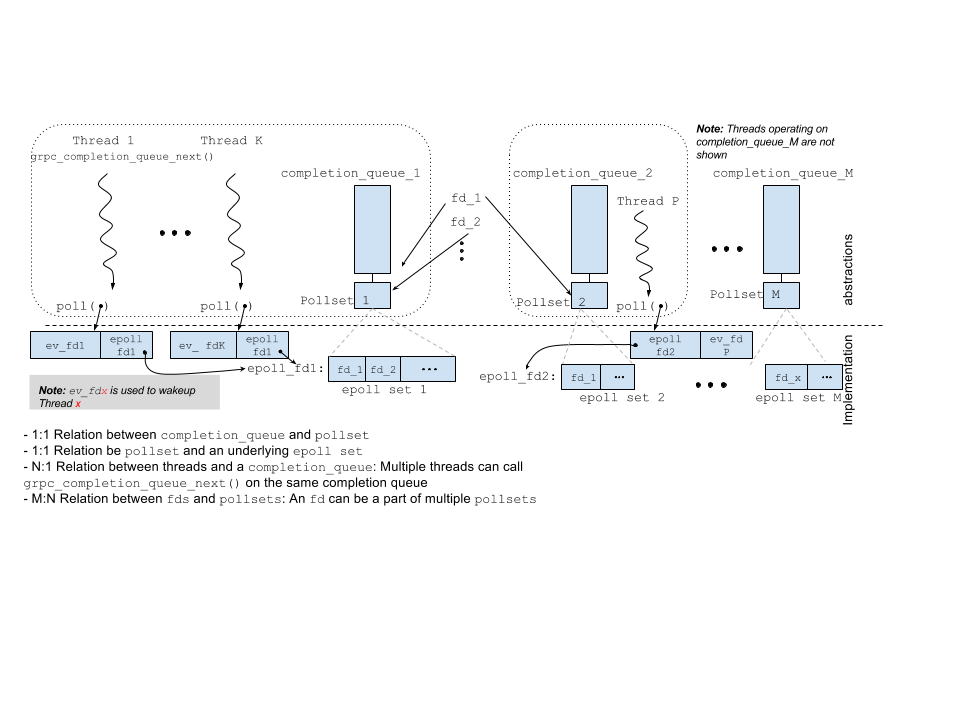 Thread 1
Thread K
grpc_completion_queue_next()
Note: Threads operating on
completion_queue_M are not
shown
completion_queue_1
completion_queue_2
completion_queue_M
fd_1
fd_2
Thread P
Pollset 1
Pollset 2
Pollset M
poll( )
poll( )
poll( )
abstractions
Implementation
ev_fd1
epoll
fd1
ev_ fdK
epoll
fd1
epoll
fd2
ev_fd
P
epoll_fd1:
fd_1
fd_2
...
epoll set 1
epoll_fd2:
fd_1
...
epoll set 2
fd_x
...
epoll set M
Note: ev_fdx is used to wakeup
Thread x
- 1:1 Relation between completion_queue and pollset
- 1:1 Relation be pollset and an underlying epoll set
- N:1 Relation between threads and a completion_queue: Multiple threads can call
grpc_completion_queue_next() on the same completion queue
- M:N Relation between fds and pollsets: An fd can be a part of multiple pollsets